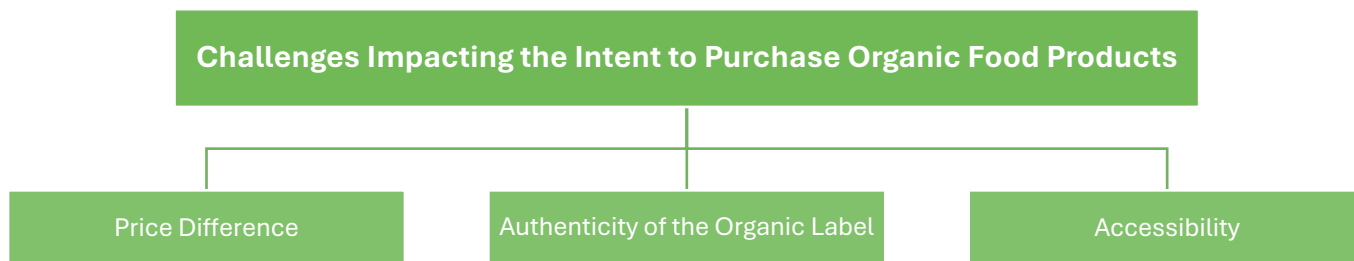 Challenges Impacting the Intent to Purchase Organic Food Products
Price Difference
Authenticity of the Organic Label
Accessibility